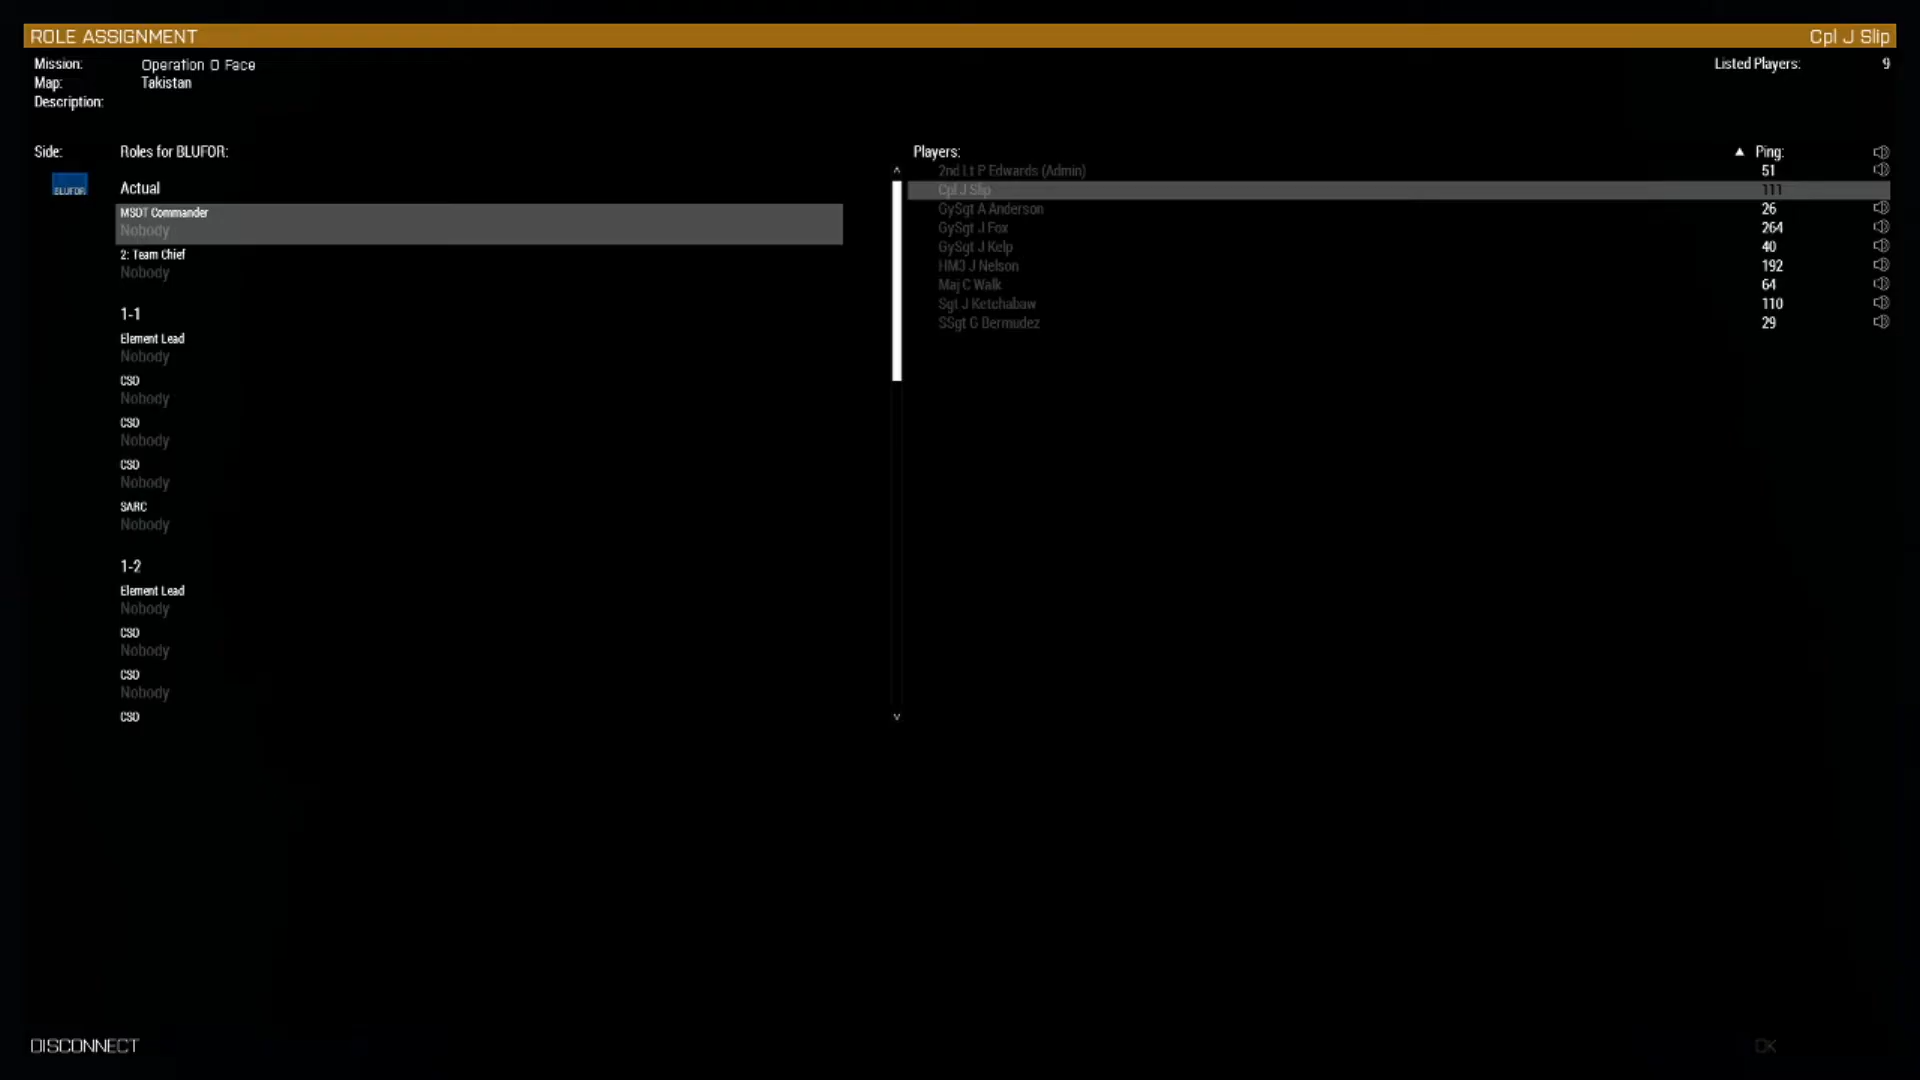 ROLE ASSIGNMENT
Cpl J Slip
Mission: Operation O Face
Listed Players: 9
Map: Takistan
Description:
Side:
Roles for BLUFOR:
Players:
Ping:
BLUFOR
Actual
MSOT Commander
Nobody
2: Team Chief
Nobody
1-1
Element Lead
Nobody
CSO
Nobody
CSO
Nobody
CSO
Nobody
SARC
Nobody
1-2
Element Lead
Nobody
CSO
Nobody
CSO
Nobody
CSO
2nd Lt P Edwards (Admin) 51
Cpl J Slip 111
GySgt A Anderson 26
GySgt J Fox 264
GySgt J Kelp 40
HM3 J Nelson 192
Maj C Walk 64
Sgt J Ketchabaw 110
SSgt G Bermudez 29
DISCONNECT
OK